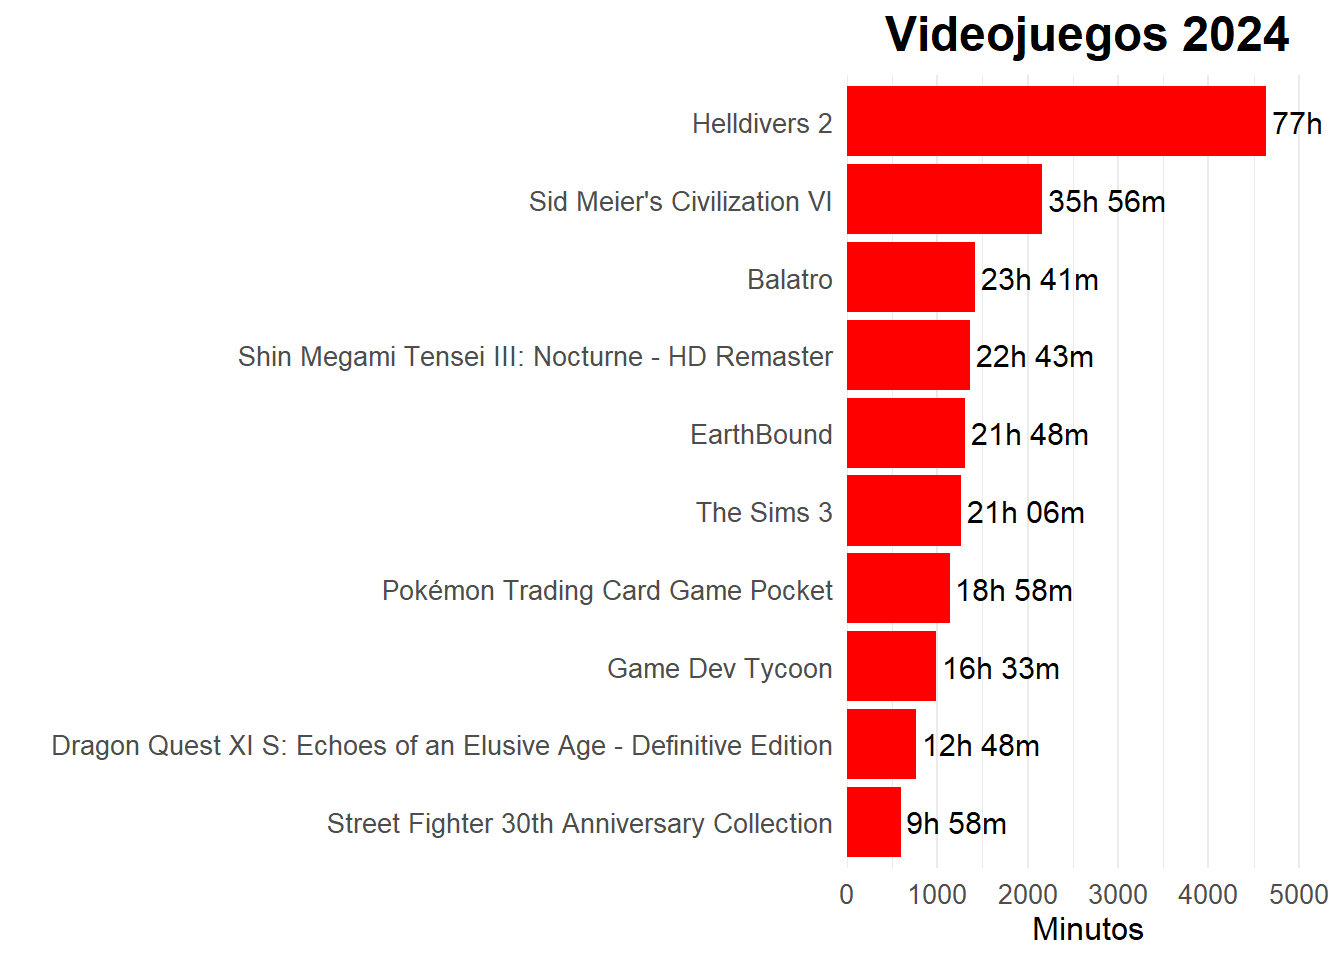 Videojuegos 2024
Helldivers 2 77h
Sid Meier's Civilization VI 35h 56m
Balatro 23h 41m
Shin Megami Tensei III: Nocturne - HD Remaster 22h 43m
EarthBound 21h 48m
The Sims 3 21h 06m
Pokémon Trading Card Game Pocket 18h 58m
Game Dev Tycoon 16h 33m
Dragon Quest XI S: Echoes of an Elusive Age - Definitive Edition 12h 48m
Street Fighter 30th Anniversary Collection 9h 58m
0 1000 2000 3000 4000 5000
Minutos